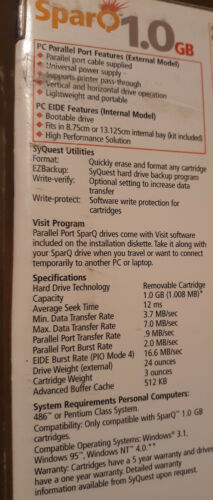 SparQ 1.0 GB
PC Parallel Port Features (External Model)
Parallel port cable supplied
Universal power supply
Supports printer pass-through
Vertical and horizontal drive operation
Lightweight and portable
PC EIDE Features (Internal Model)
Bootable drive
Fits in 8.75cm or 13.125cm internal bay (kit included)
High Performance Solution
SyQuest Utilities
Format: Quickly erase and format any cartridge
EZBackup: SyQuest hard drive backup program
Write-verify: Optional setting to increase data
transfer
Write-protect: Software write protection for
cartridges
Visit Program
Parallel Port SparQ drives come with Visit software
included on the installation diskette. Take it along with
your SparQ drive when you travel or want to connect
temporarily to another PC or laptop.
Specifications
Hard Drive Technology Removable Cartridge
Capacity 1.0 GB (1.008 MB)*
Average Seek Time 12 ms
Min. Data Transfer Rate 3.7 MB/sec
Max. Data Transfer Rate 7.0 MB/sec
Parallel Port Transfer Rate .9 MB/sec
Parallel Port Burst Rate 2.0 MB/sec
EIDE Burst Rate (PIO Mode 4) 16.6 MB/sec
Drive Weight (external) 24 ounces
Cartridge Weight 3 ounces
Advanced Buffer Cache 512 KB
System Requirements Personal Computers:
486™ or Pentium Class System.
Compatibility: Only compatible with SparQ™ 1.0 GB
cartridges.
Compatible Operating Systems: Windows® 3.1,
Windows 95™, Windows NT™ 4.0.**
Warranty: Cartridges have a 5 year warranty and drives
have a one year warranty. Detailed warranty
information available from SyQuest upon request.